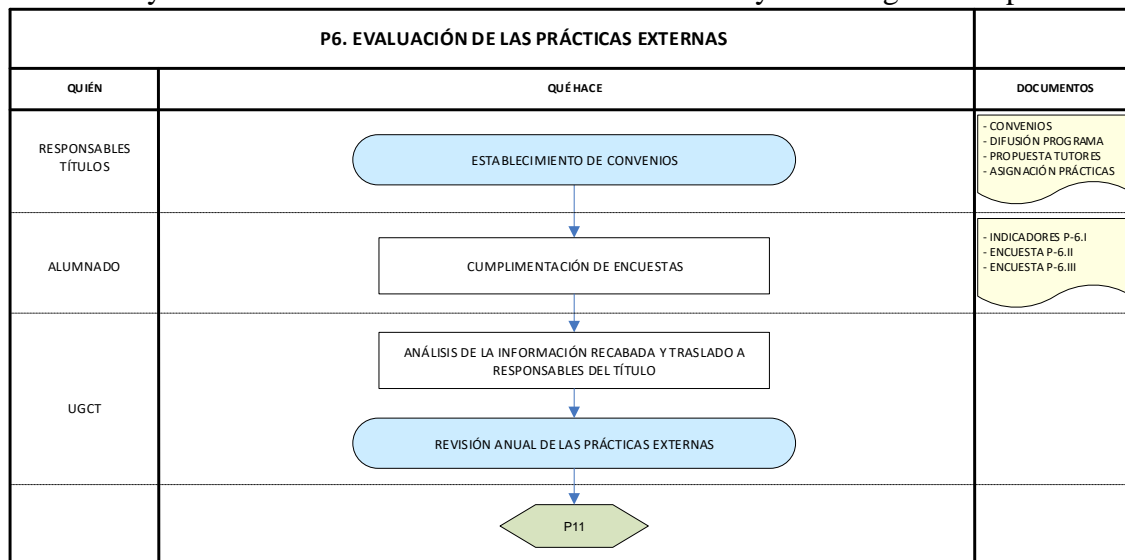 P6. EVALUACIÓN DE LAS PRÁCTICAS EXTERNAS
QUIÉN
QUÉ HACE
DOCUMENTOS
RESPONSABLES
TÍTULOS
ESTABLECIMIENTO DE CONVENIOS
- CONVENIOS
- DIFUSIÓN PROGRAMA
- PROPUESTA TUTORES
- ASIGNACIÓN PRÁCTICAS
ALUMNADO
CUMPLIMENTACIÓN DE ENCUESTAS
- INDICADORES P-6.I
- ENCUESTA P-6.II
- ENCUESTA P-6.III
UGCT
ANÁLISIS DE LA INFORMACIÓN RECABADA Y TRASLADO A
RESPONSABLES DEL TÍTULO
REVISIÓN ANUAL DE LAS PRÁCTICAS EXTERNAS
P11